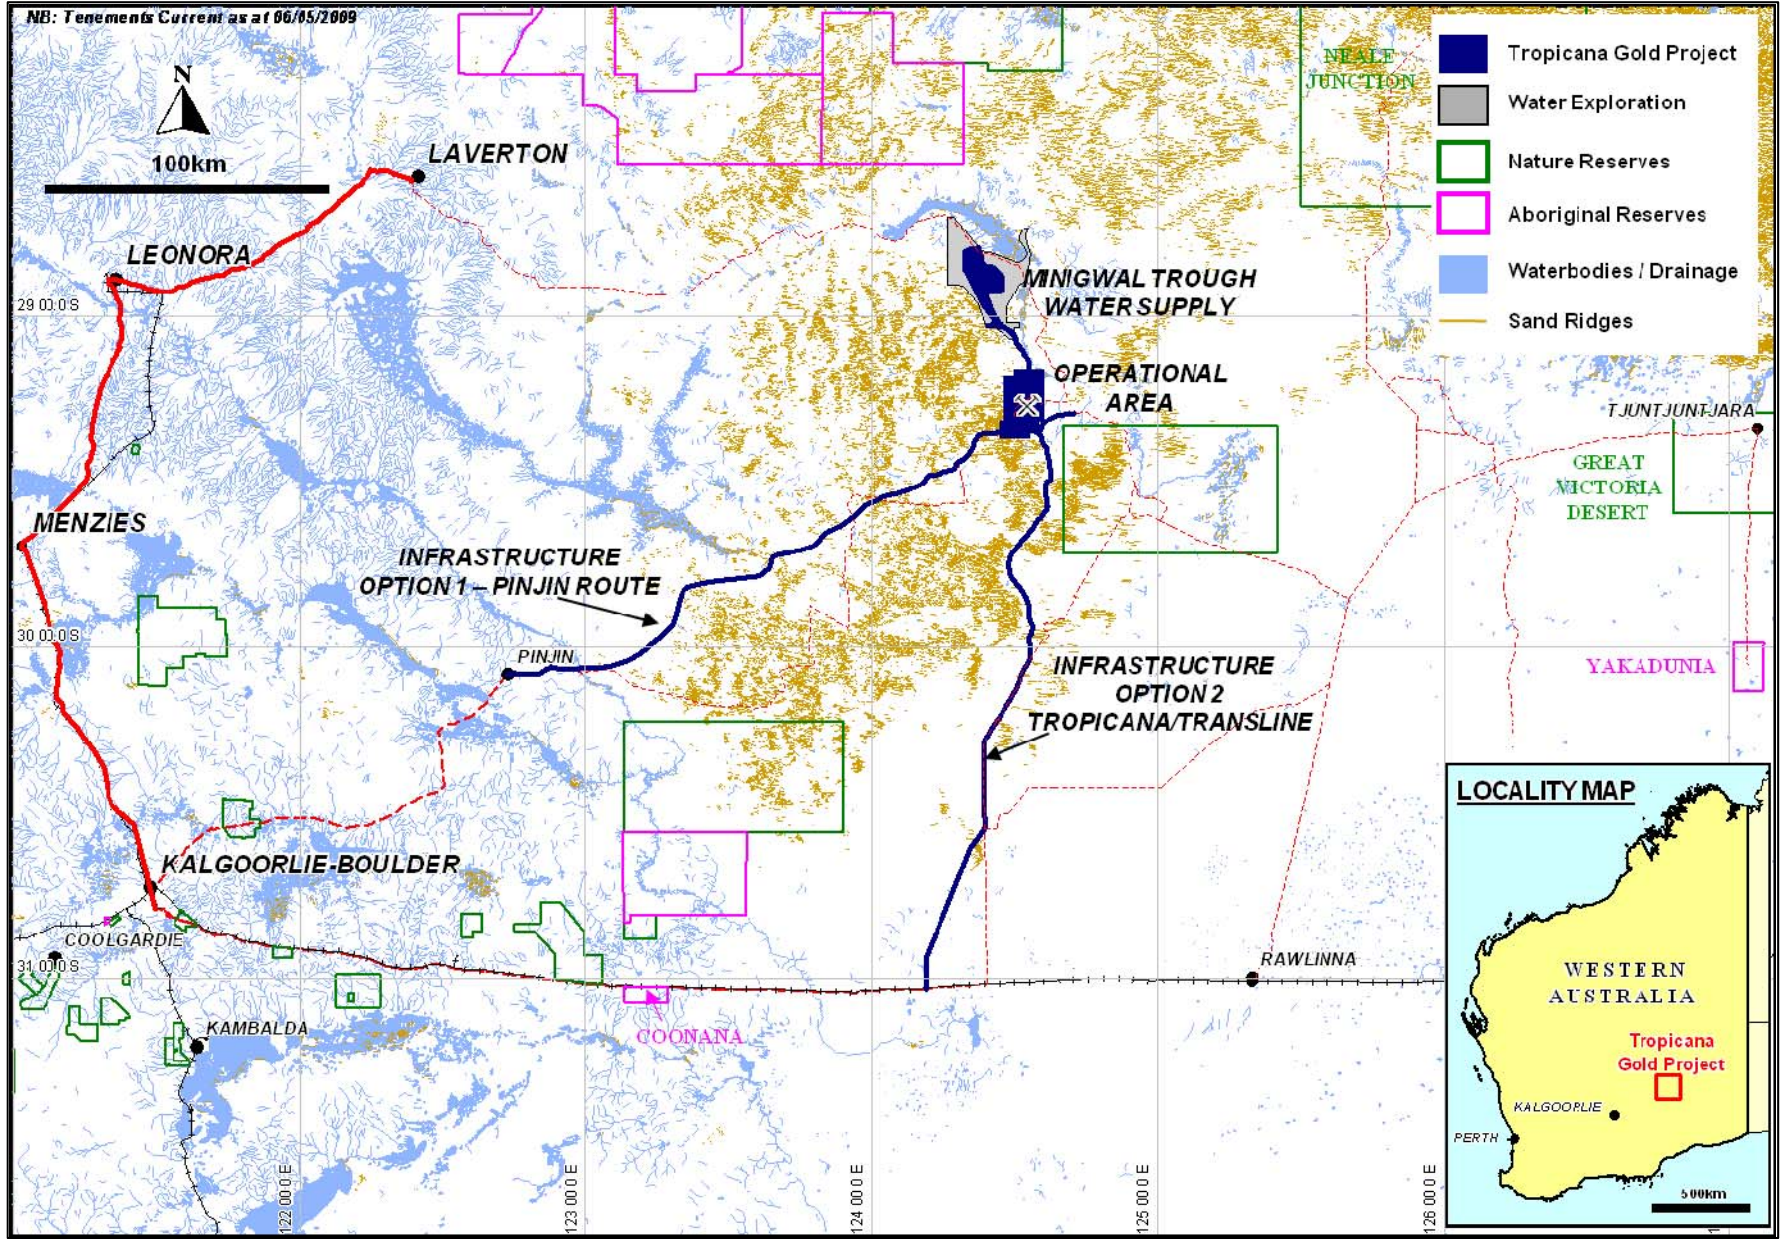 NB: Tenements Current as at 06/05/2009
N
100km
LAVERTON
LEONORA
29 00'0 S
MENZIES
INFRASTRUCTURE
OPTION 1 – PINJIN ROUTE
30 00'0 S
PINJIN
KALGOORLIE-BOULDER
COOLGARDIE
31 00'0 S
KAMBALDA
COONANA
MINIGWAL TROUGH
WATER SUPPLY
OPERATIONAL
AREA
INFRASTRUCTURE
OPTION 2
TROPICANA/TRANSLINE
RAWLINNA
NEALE
JUNCTION
TJUNTJUNTJARA
GREAT
VICTORIA
DESERT
YAKADUNIA
Tropicana Gold Project
Water Exploration
Nature Reserves
Aboriginal Reserves
Waterbodies / Drainage
Sand Ridges
122 00'0 E
123 00'0 E
124 00'0 E
125 00'0 E
126 00'0 E
LOCALITY MAP
WESTERN
AUSTRALIA
Tropicana
Gold Project
KALGOORLIE
PERTH
500km